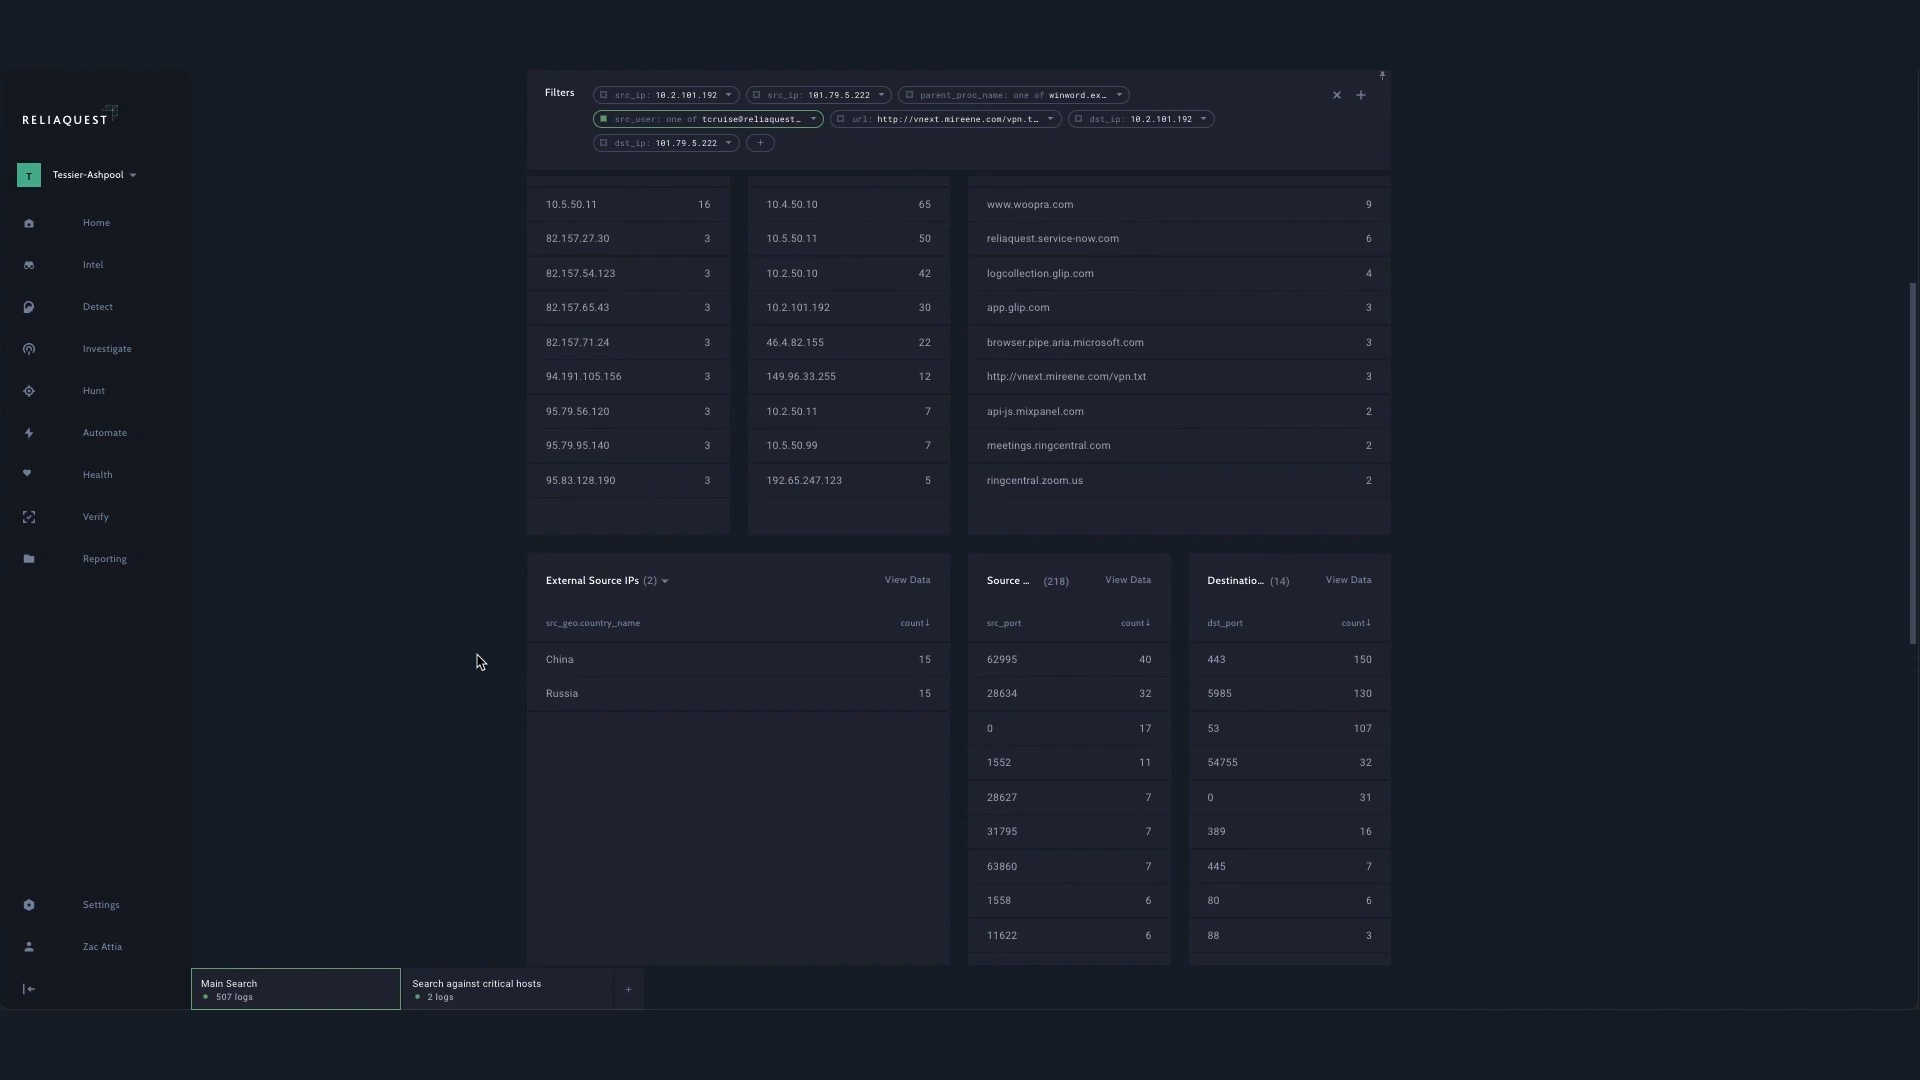 RELIAQUEST
T Tessier-Ashpool
Home
Intel
Detect
Investigate
Hunt
Automate
Health
Verify
Reporting
Settings
Zac Attia
Filters
src_ip: 10.2.101.192
src_ip: 101.79.5.222
parent_proc_name: one of winword.ex…
src_user: one of tcruise@reliaquest…
url: http://vnext.mireene.com/vpn.t…
dst_ip: 10.2.101.192
dst_ip: 101.79.5.222
10.5.50.11 16
82.157.27.30 3
82.157.54.123 3
82.157.65.43 3
82.157.71.24 3
94.191.105.156 3
95.79.56.120 3
95.79.95.140 3
95.83.128.190 3
10.4.50.10 65
10.5.50.11 50
10.2.50.10 42
10.2.101.192 30
46.4.82.155 22
149.96.33.255 12
10.2.50.11 7
10.5.50.99 7
192.65.247.123 5
www.woopra.com 9
reliaquest.service-now.com 6
logcollection.glip.com 4
app.glip.com 3
browser.pipe.aria.microsoft.com 3
http://vnext.mireene.com/vpn.txt 3
api-js.mixpanel.com 2
meetings.ringcentral.com 2
ringcentral.zoom.us 2
External Source IPs (2) View Data
src_geo.country_name count↓
China 15
Russia 15
Source … (218) View Data
src_port count↓
62995 40
28634 32
0 17
1552 11
28627 7
31795 7
63860 7
1558 6
11622 6
Destinatio… (14) View Data
dst_port count↓
443 150
5985 130
53 107
54755 32
0 31
389 16
445 7
80 6
88 3
Main Search
507 logs
Search against critical hosts
2 logs